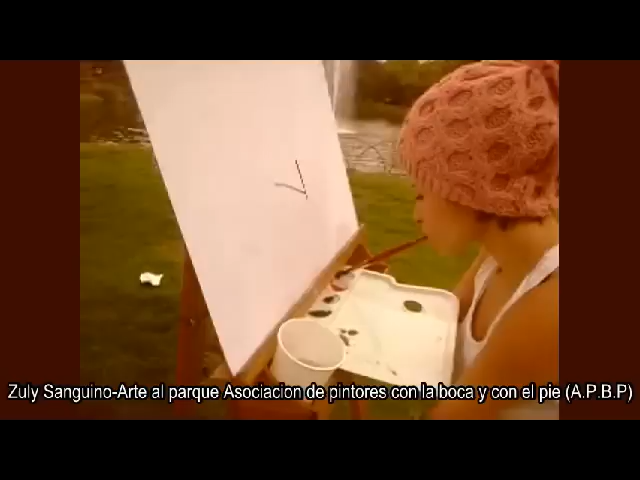 Zuly Sanguino-Arte al parque Asociacion de pintores con la boca y con el pie (A.P.B.P)